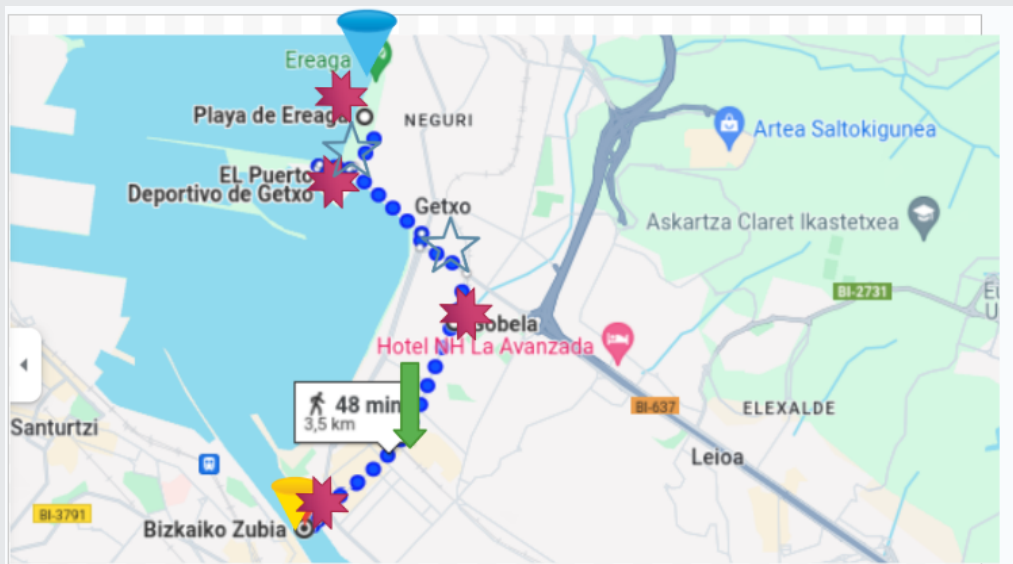 Ereaga
Playa de Ereaga
NEGURI
Artea Saltokigunea
EL Puerto
Deportivo de Getxo
Getxo
Askartza Claret Ikastetxea
BI-2731
Gobela
Hotel NH La Avanzada
48 min
3,5 km
BI-637
ELEXALDE
Santurtzi
Leioa
BI-3791
Bizkaiko Zubia